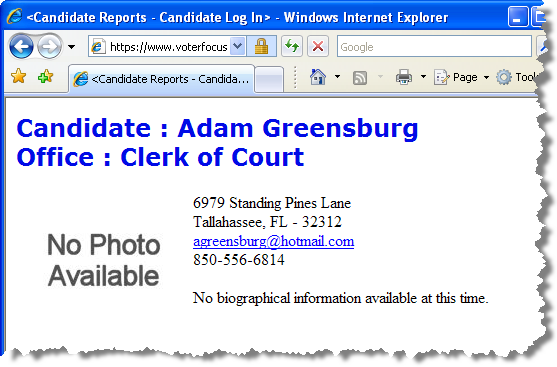 <Candidate Reports - Candidate Log In> - Windows Internet Explorer
https://www.voterfocus
Google
<Candidate Reports - Candida...
Page
Tool
Candidate : Adam Greensburg
Office : Clerk of Court
No Photo
Available
6979 Standing Pines Lane
Tallahassee, FL - 32312
agreensburg@hotmail.com
850-556-6814
No biographical information available at this time.